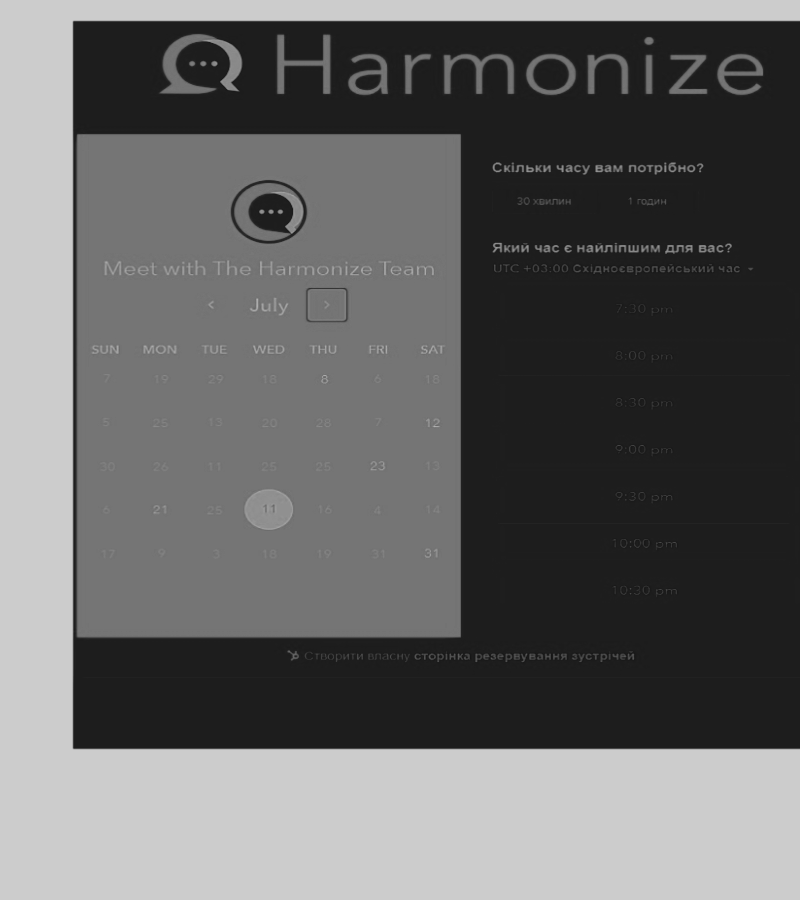 Harmonize
Meet with The Harmonize Team
July
SUN MON TUE WED THU FRI SAT
7 19 29 18 8 6 18
5 25 13 20 28 7 12
30 26 11 25 25 23 13
6 21 25 11 16 4 14
17 9 3 18 19 31 31
Скільки часу вам потрібно?
30 хвилин 1 годин
Який час є найліпшим для вас?
UTC +03:00 Східноєвропейський час
7:30 pm
8:00 pm
8:30 pm
9:00 pm
9:30 pm
10:00 pm
10:30 pm
Створити власну сторінка резервування зустрічей